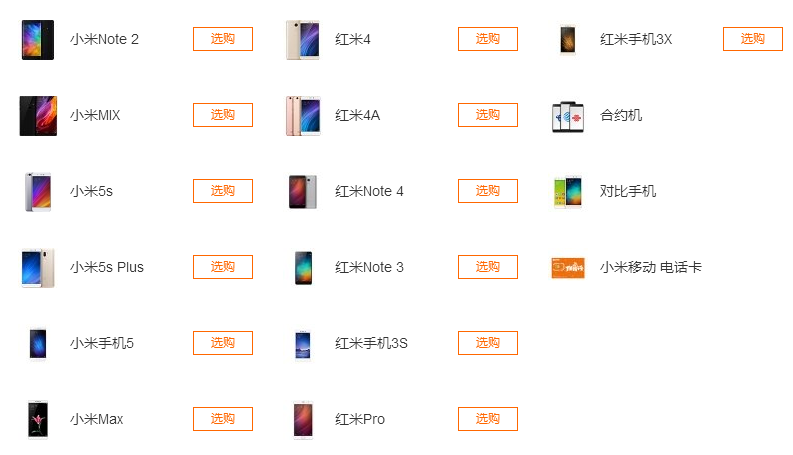 小米Note 2 选购 红米4 选购 红米手机3X 选购
小米MIX 选购 红米4A 选购 合约机
小米5s 选购 红米Note 4 选购 对比手机
小米5s Plus 选购 红米Note 3 选购 小米移动 电话卡
小米手机5 选购 红米手机3S 选购
小米Max 选购 红米Pro 选购